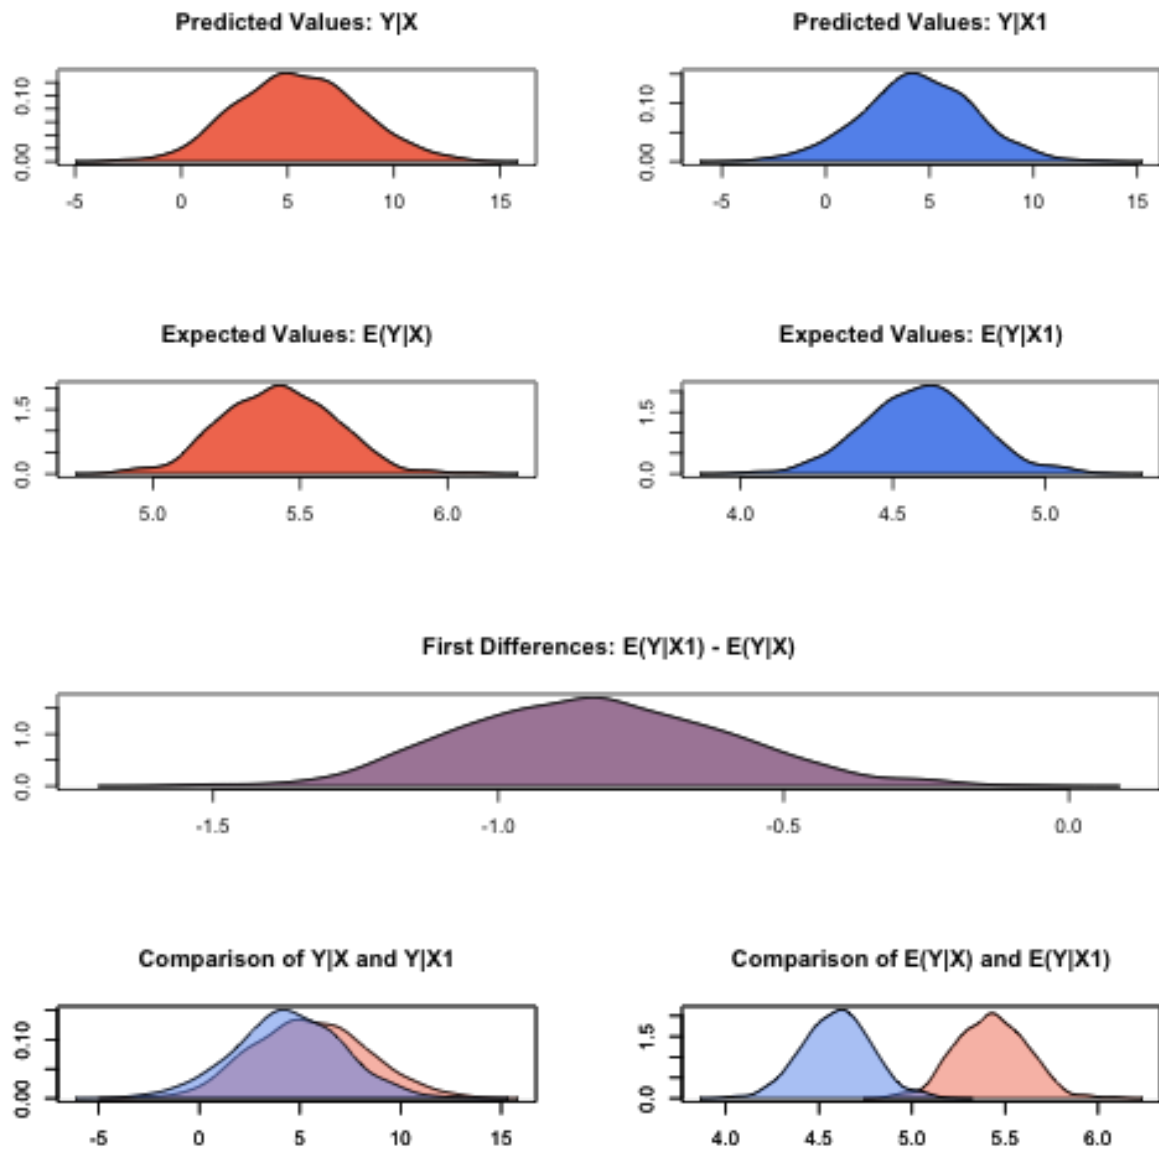 Predicted Values: Y|X
0.00 0.10
-5 0 5 10 15
Predicted Values: Y|X1
0.00 0.10
-5 0 5 10 15
Expected Values: E(Y|X)
0.0 1.5
5.0 5.5 6.0
Expected Values: E(Y|X1)
0.0 1.5
4.0 4.5 5.0
First Differences: E(Y|X1) - E(Y|X)
0.0 1.0
-1.5 -1.0 -0.5 0.0
Comparison of Y|X and Y|X1
0.00 0.10
-5 0 5 10 15
Comparison of E(Y|X) and E(Y|X1)
0.0 1.5
4.0 4.5 5.0 5.5 6.0